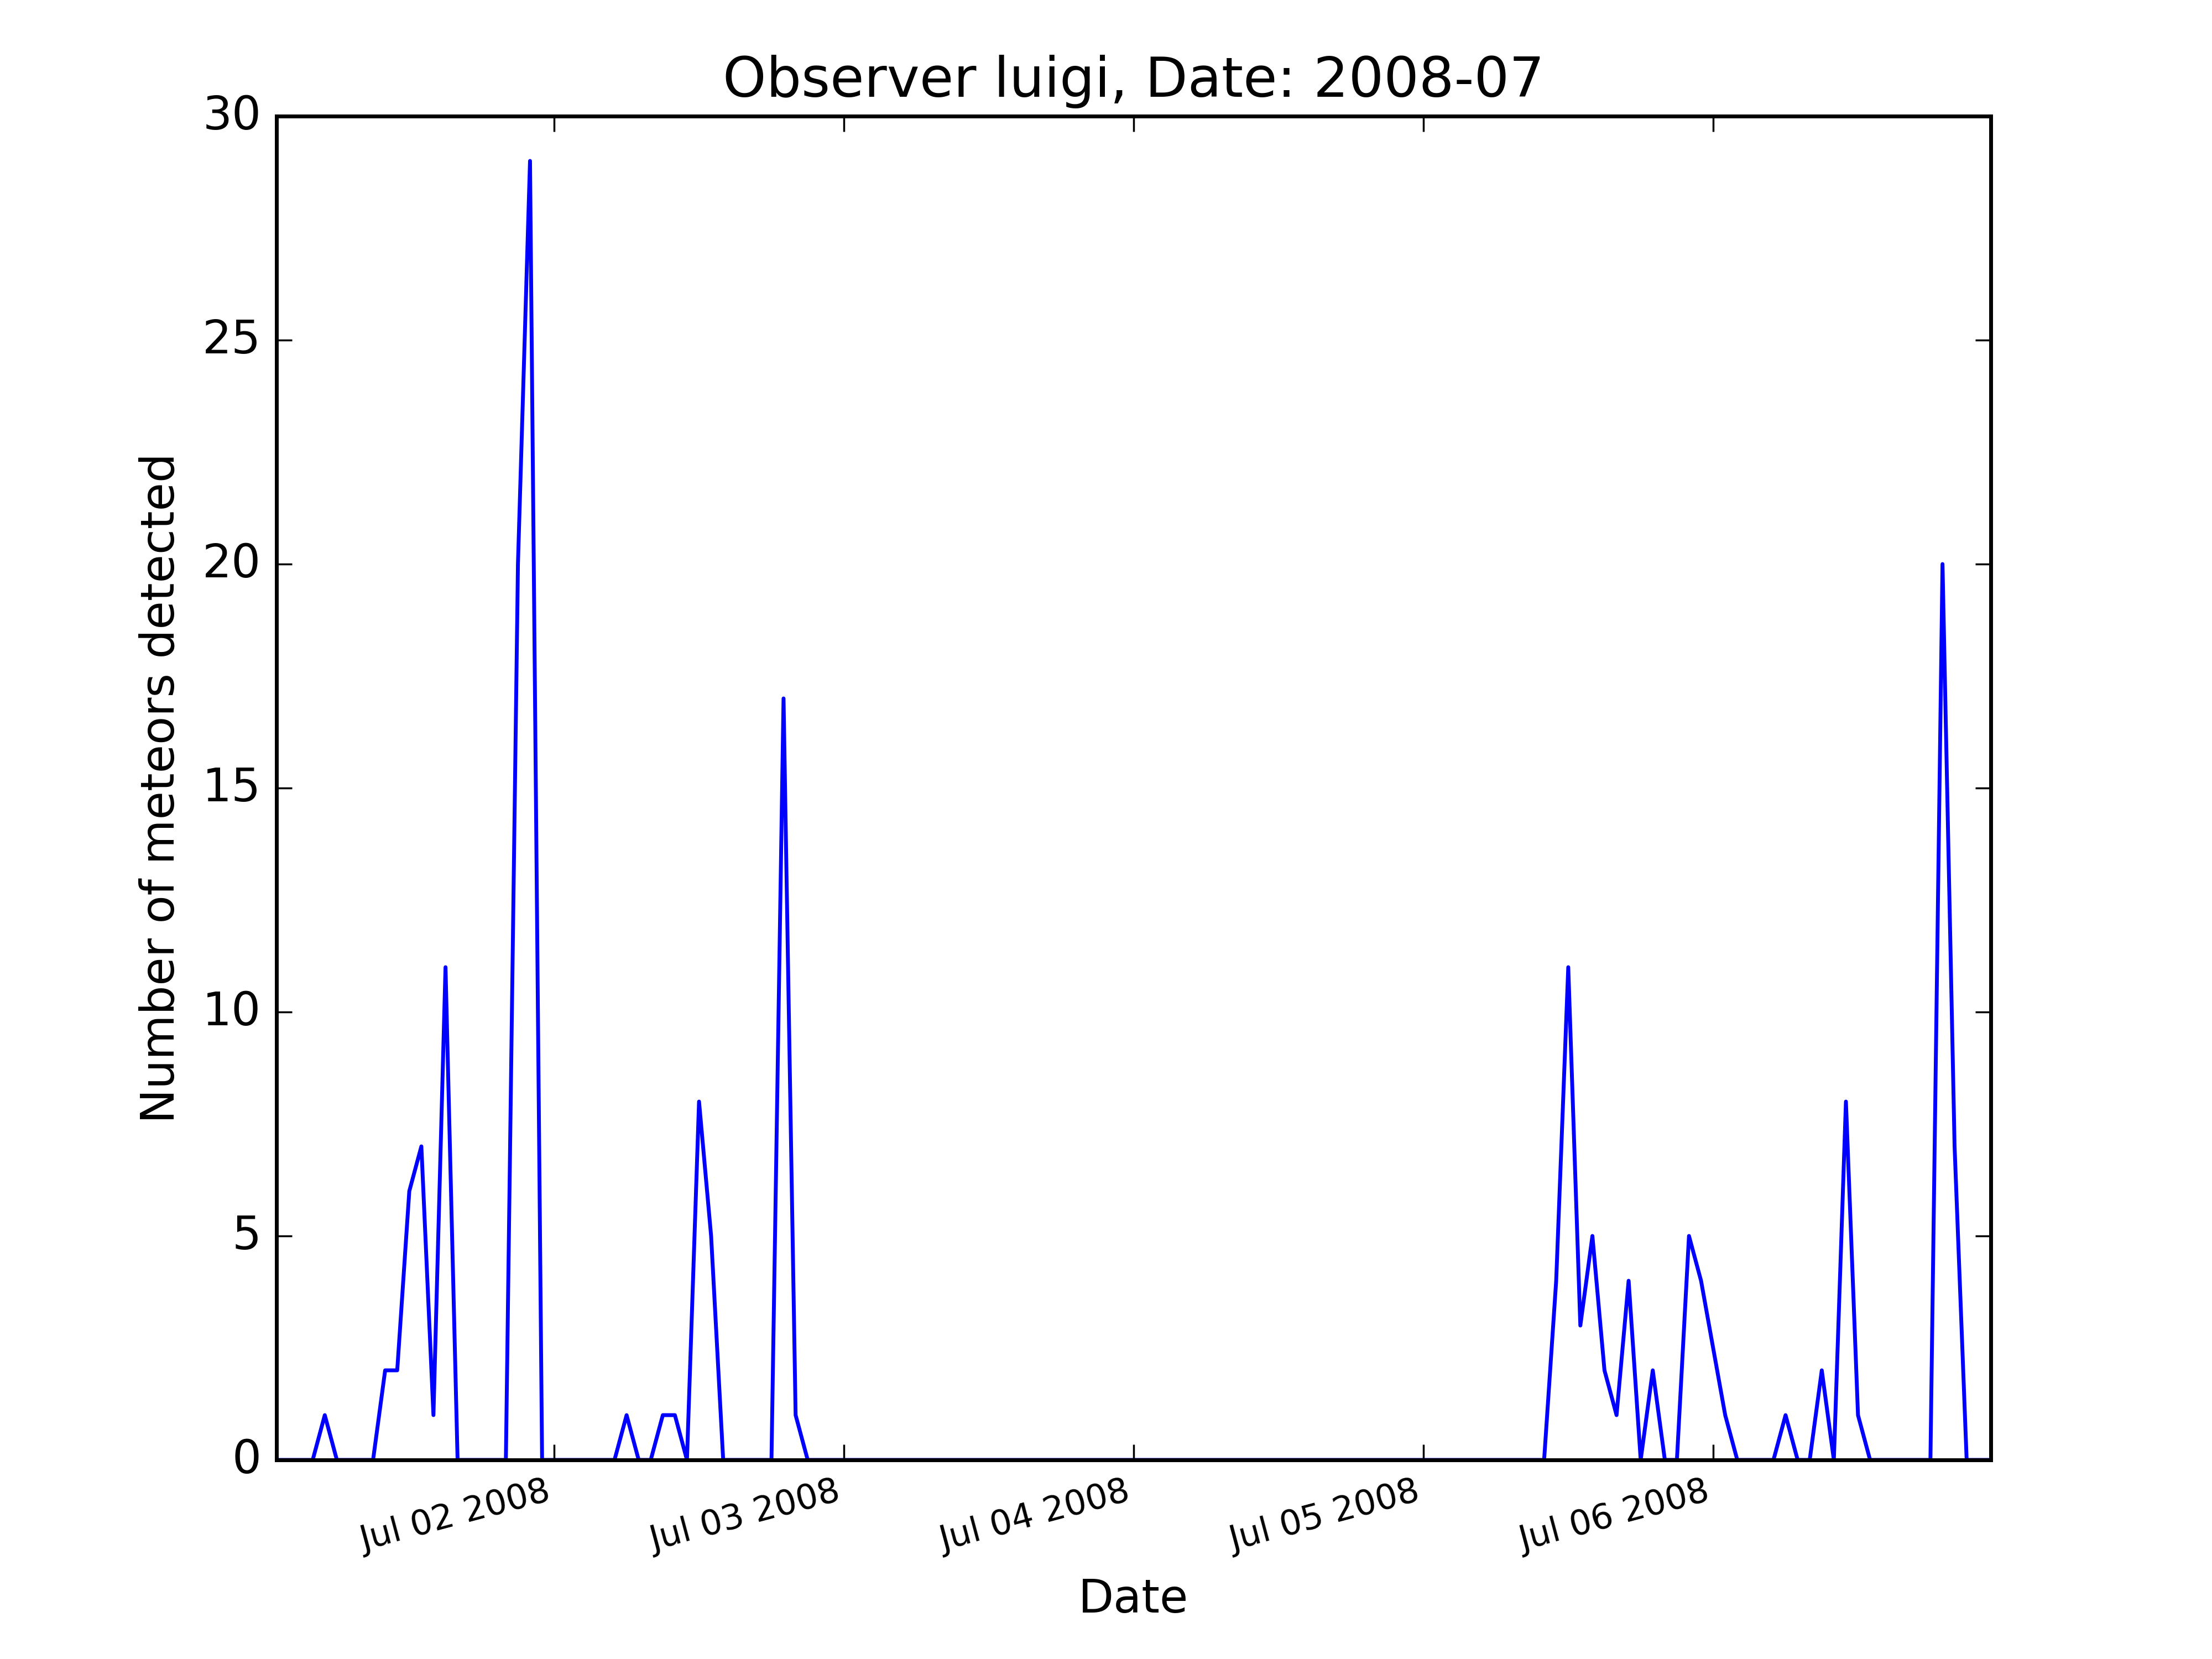 Observer luigi, Date: 2008-07
30
25
20
15
10
5
0
Number of meteors detected
Jul 02 2008
Jul 03 2008
Jul 04 2008
Jul 05 2008
Jul 06 2008
Date